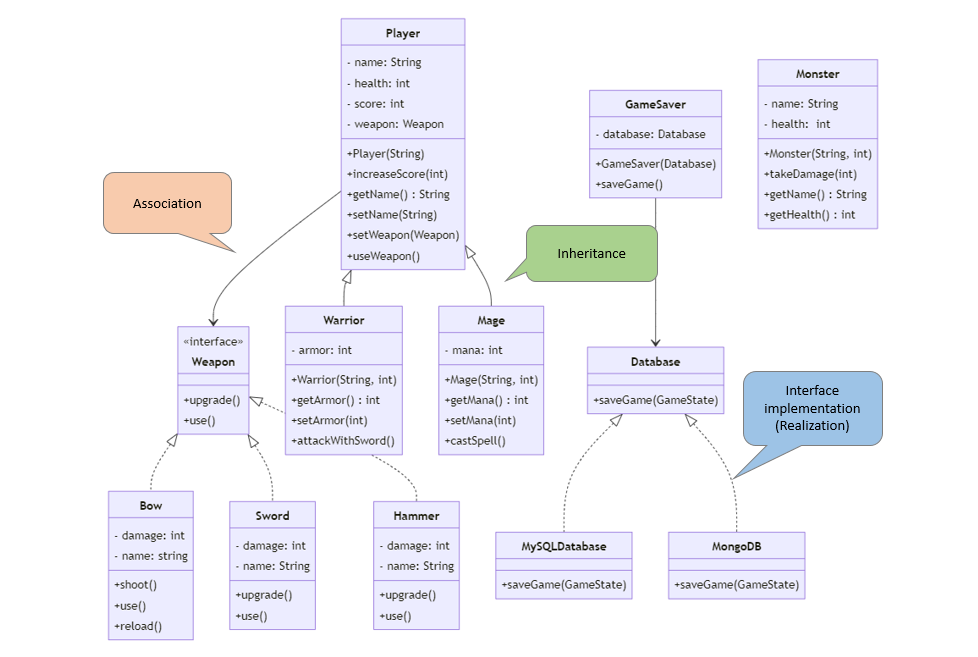 Player
- name: String
- health: int
- score: int
- weapon: Weapon
+Player(String)
+increaseScore(int)
+getName() : String
+setName(String)
+setWeapon(Weapon)
+useWeapon()
GameSaver
- database: Database
+GameSaver(Database)
+saveGame()
Monster
- name: String
- health:  int
+Monster(String, int)
+takeDamage(int)
+getName() : String
+getHealth() : int
Association
Inheritance
«interface»
Weapon
+upgrade()
+use()
Warrior
- armor: int
+Warrior(String, int)
+getArmor() : int
+setArmor(int)
+attackWithSword()
Mage
- mana: int
+Mage(String, int)
+getMana() : int
+setMana(int)
+castSpell()
Database
+saveGame(GameState)
Interface
implementation
(Realization)
Bow
- damage: int
- name: string
+shoot()
+use()
+reload()
Sword
- damage: int
- name: String
+upgrade()
+use()
Hammer
- damage: int
- name: String
+upgrade()
+use()
MySQLDatabase
+saveGame(GameState)
MongoDB
+saveGame(GameState)